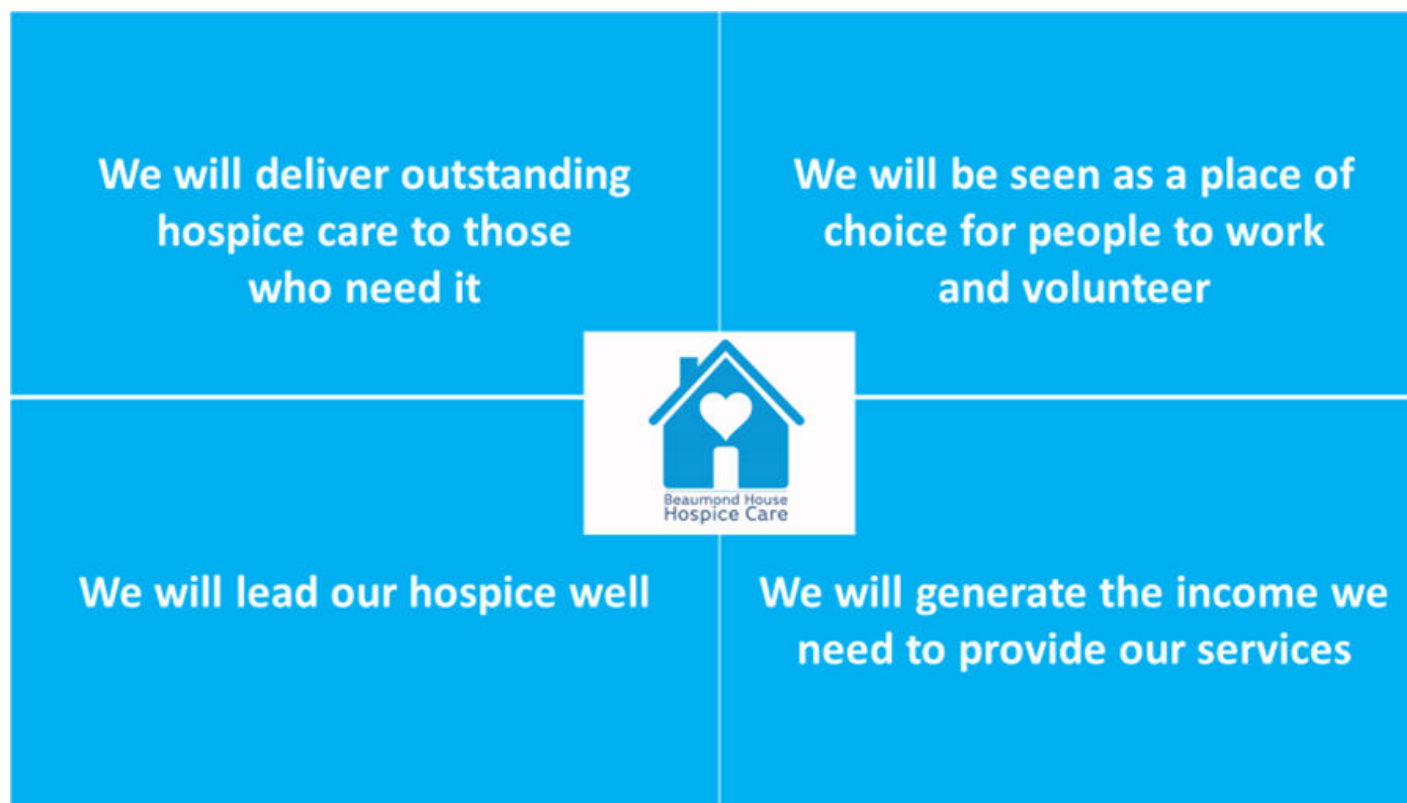 We will deliver outstanding
hospice care to those
who need it
We will be seen as a place of
choice for people to work
and volunteer
Beaumond House
Hospice Care
We will lead our hospice well
We will generate the income we
need to provide our services